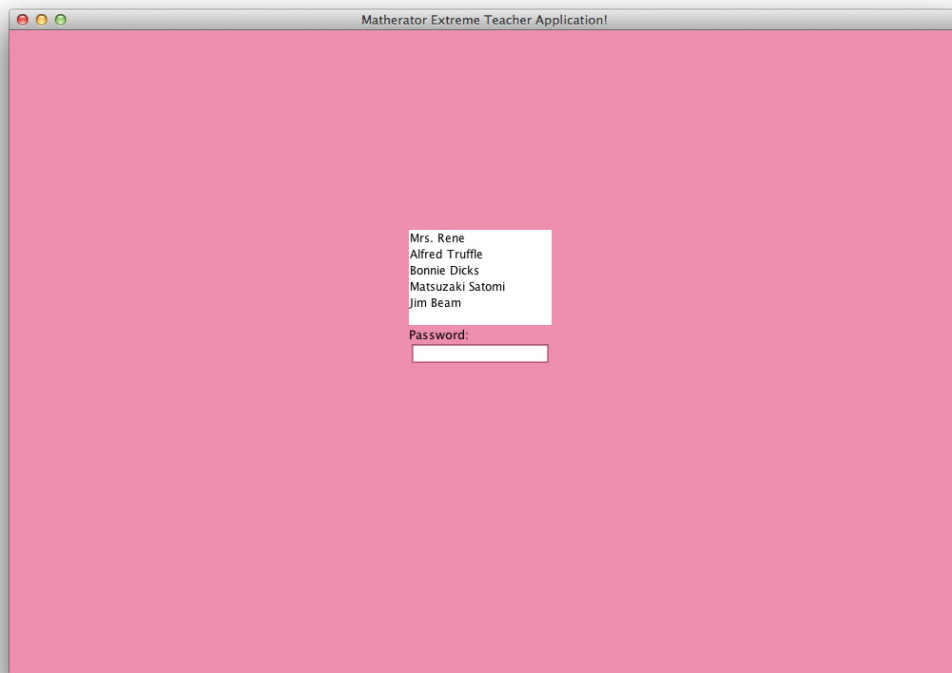 Matherator Extreme Teacher Application!
Mrs. Rene
Alfred Truffle
Bonnie Dicks
Matsuzaki Satomi
Jim Beam
Password: